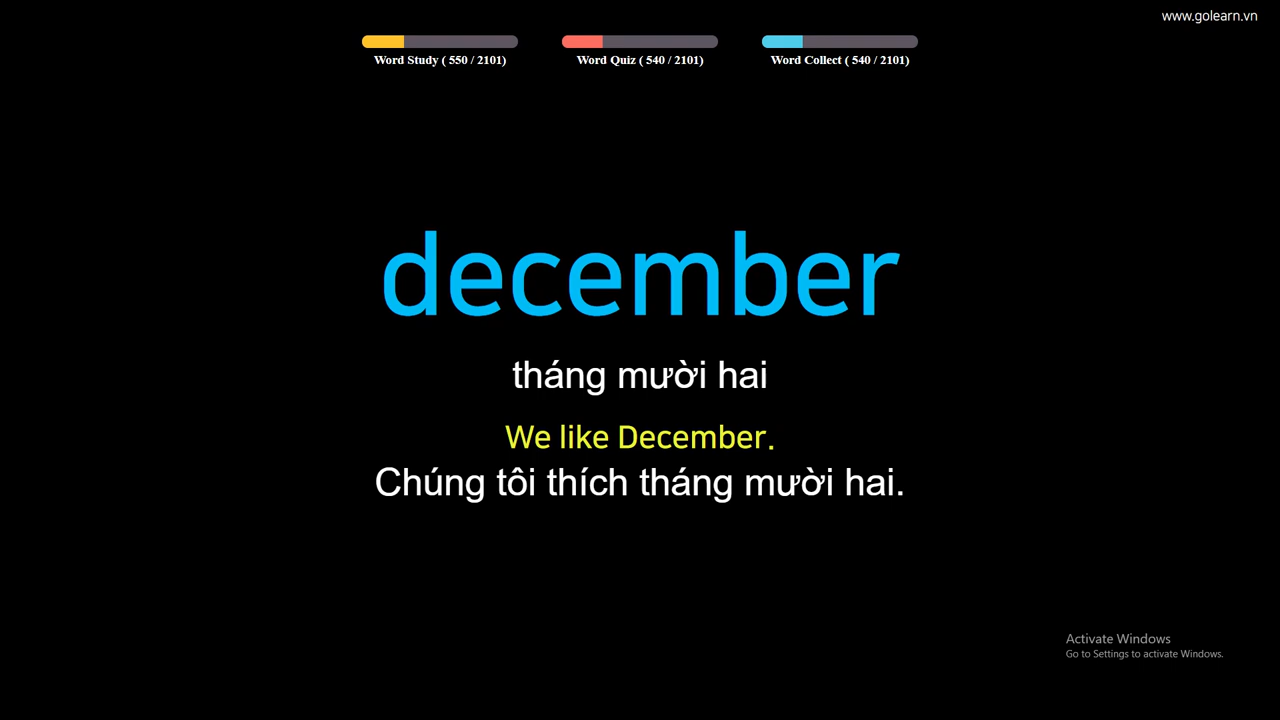 www.golearn.vn
Word Study ( 550 / 2101)
Word Quiz ( 540 / 2101)
Word Collect ( 540 / 2101)
december
tháng mười hai
We like December.
Chúng tôi thích tháng mười hai.
Activate Windows
Go to Settings to activate Windows.